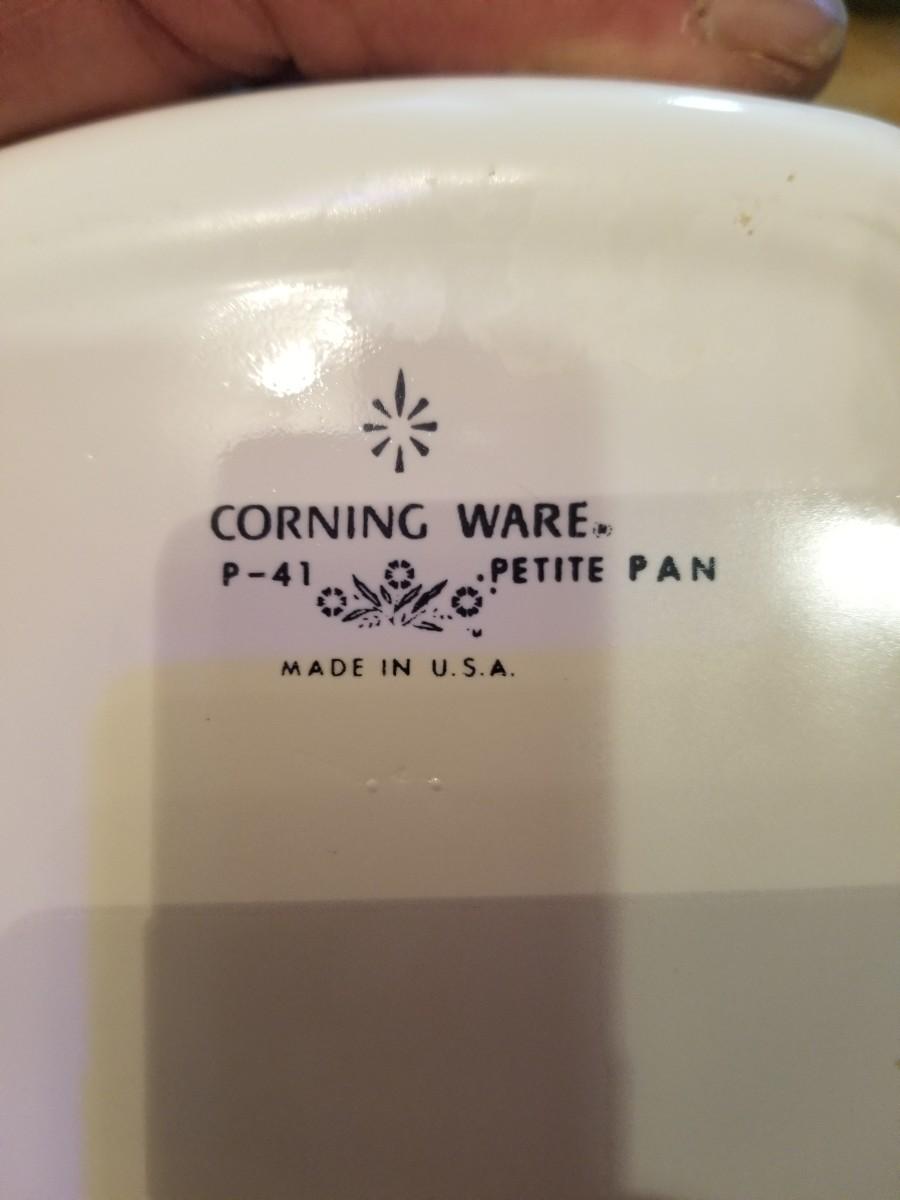 CORNING WARE®
P-41 PETITE PAN
MADE IN U.S.A.